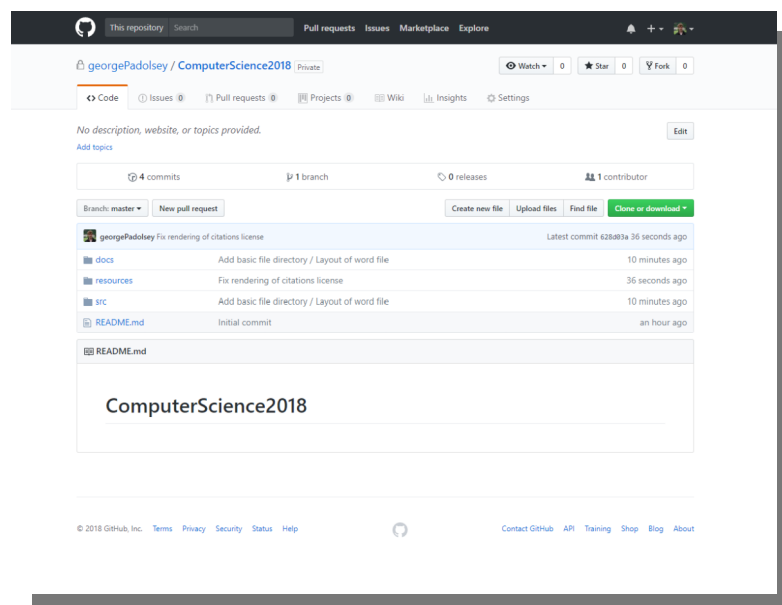 This repository Search Pull requests Issues Marketplace Explore
georgePadolsey / ComputerScience2018 Private Watch 0 Star 0 Fork 0
Code Issues 0 Pull requests 0 Projects 0 Wiki Insights Settings
No description, website, or topics provided. Edit
Add topics
4 commits 1 branch 0 releases 1 contributor
Branch: master New pull request Create new file Upload files Find file Clone or download
georgePadolsey Fix rendering of citations license Latest commit 628d03a 36 seconds ago
docs Add basic file directory / Layout of word file 10 minutes ago
resources Fix rendering of citations license 36 seconds ago
src Add basic file directory / Layout of word file 10 minutes ago
README.md Initial commit an hour ago
README.md
ComputerScience2018
© 2018 GitHub, Inc. Terms Privacy Security Status Help Contact GitHub API Training Shop Blog About